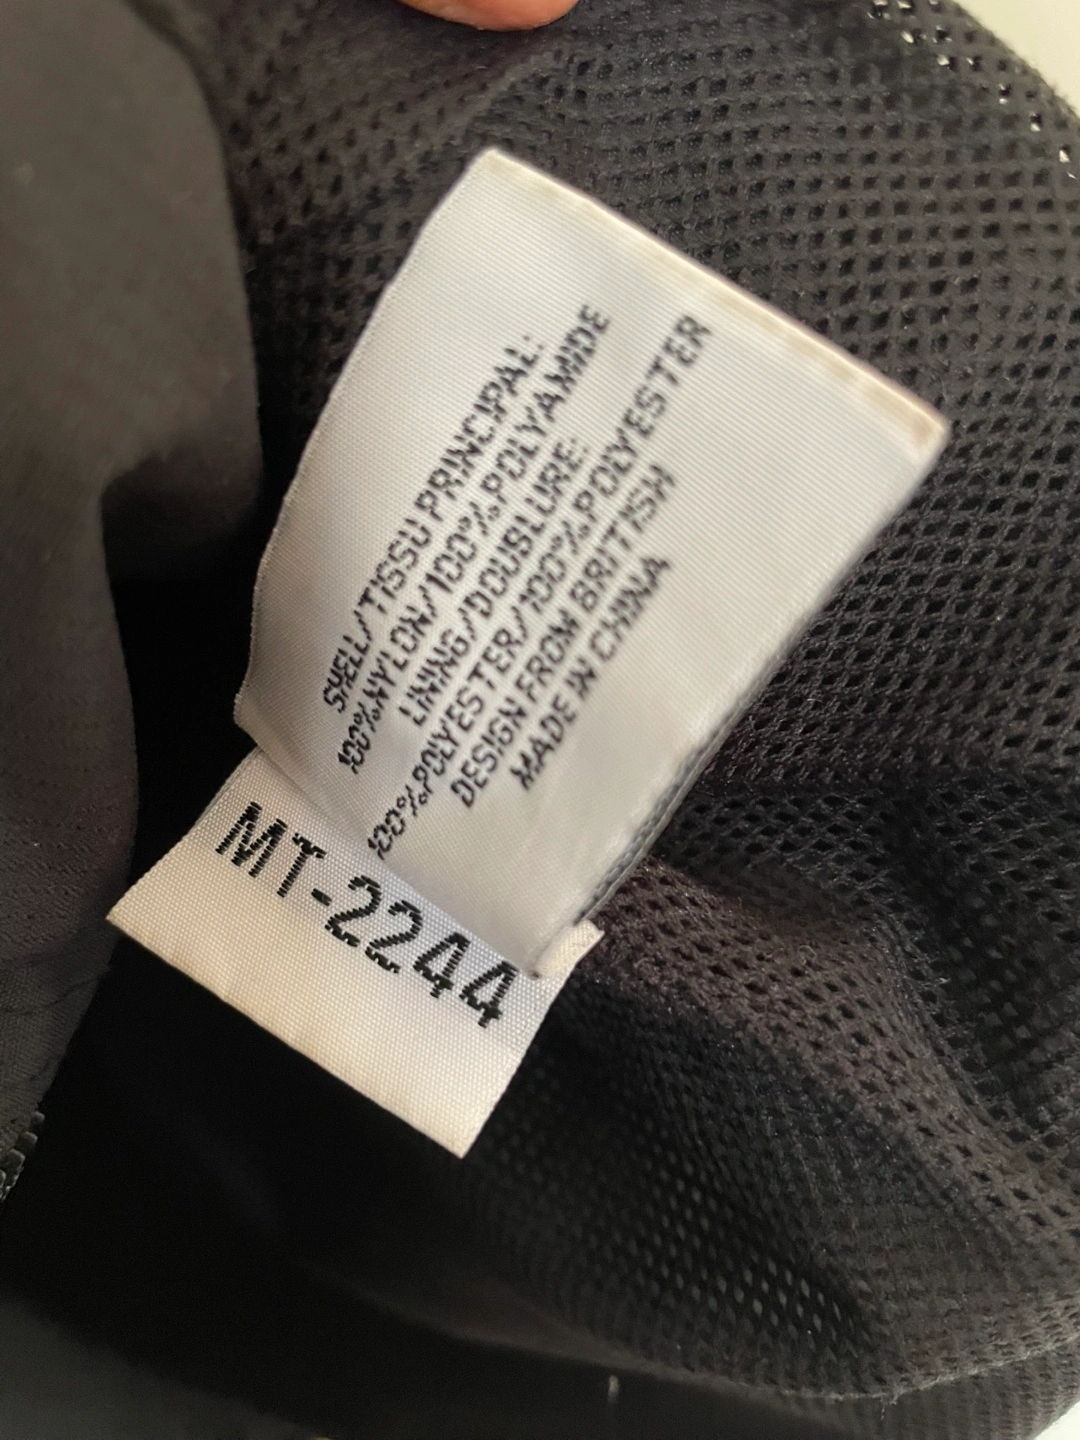 SHELL/TISSU PRINCIPAL:
100%NYLON/100%POLYAMIDE
LINING/DOUBLURE:
100%POLYESTER/100%POLYESTER
DESIGN FROM BRITISH
MADE IN CHINA
MT-2244